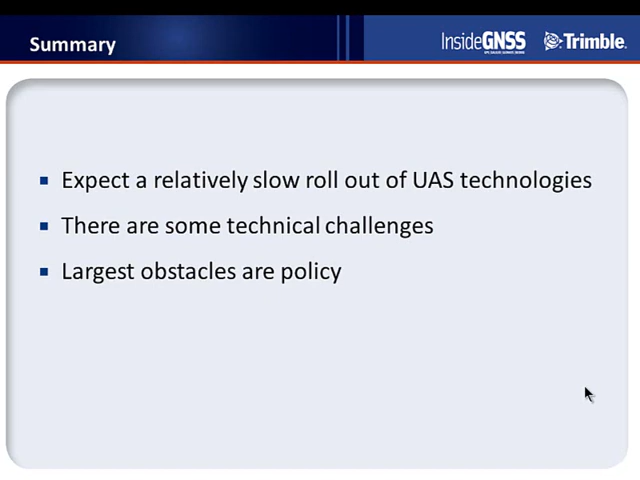 Summary
InsideGNSS
Trimble.
Expect a relatively slow roll out of UAS technologies
There are some technical challenges
Largest obstacles are policy